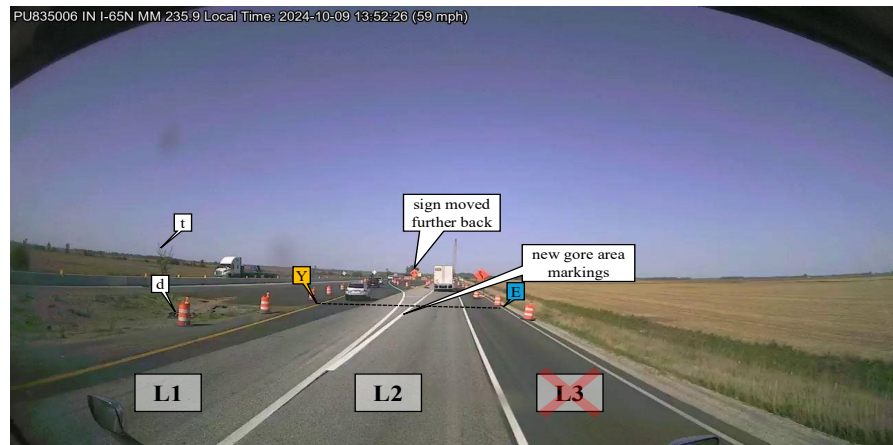 PU835006 IN I-65N MM 235.9 Local Time: 2024-10-09 13:52:26 (59 mph)
sign moved
further back
t
new gore area
markings
Y
d
E
L1
L2
L3